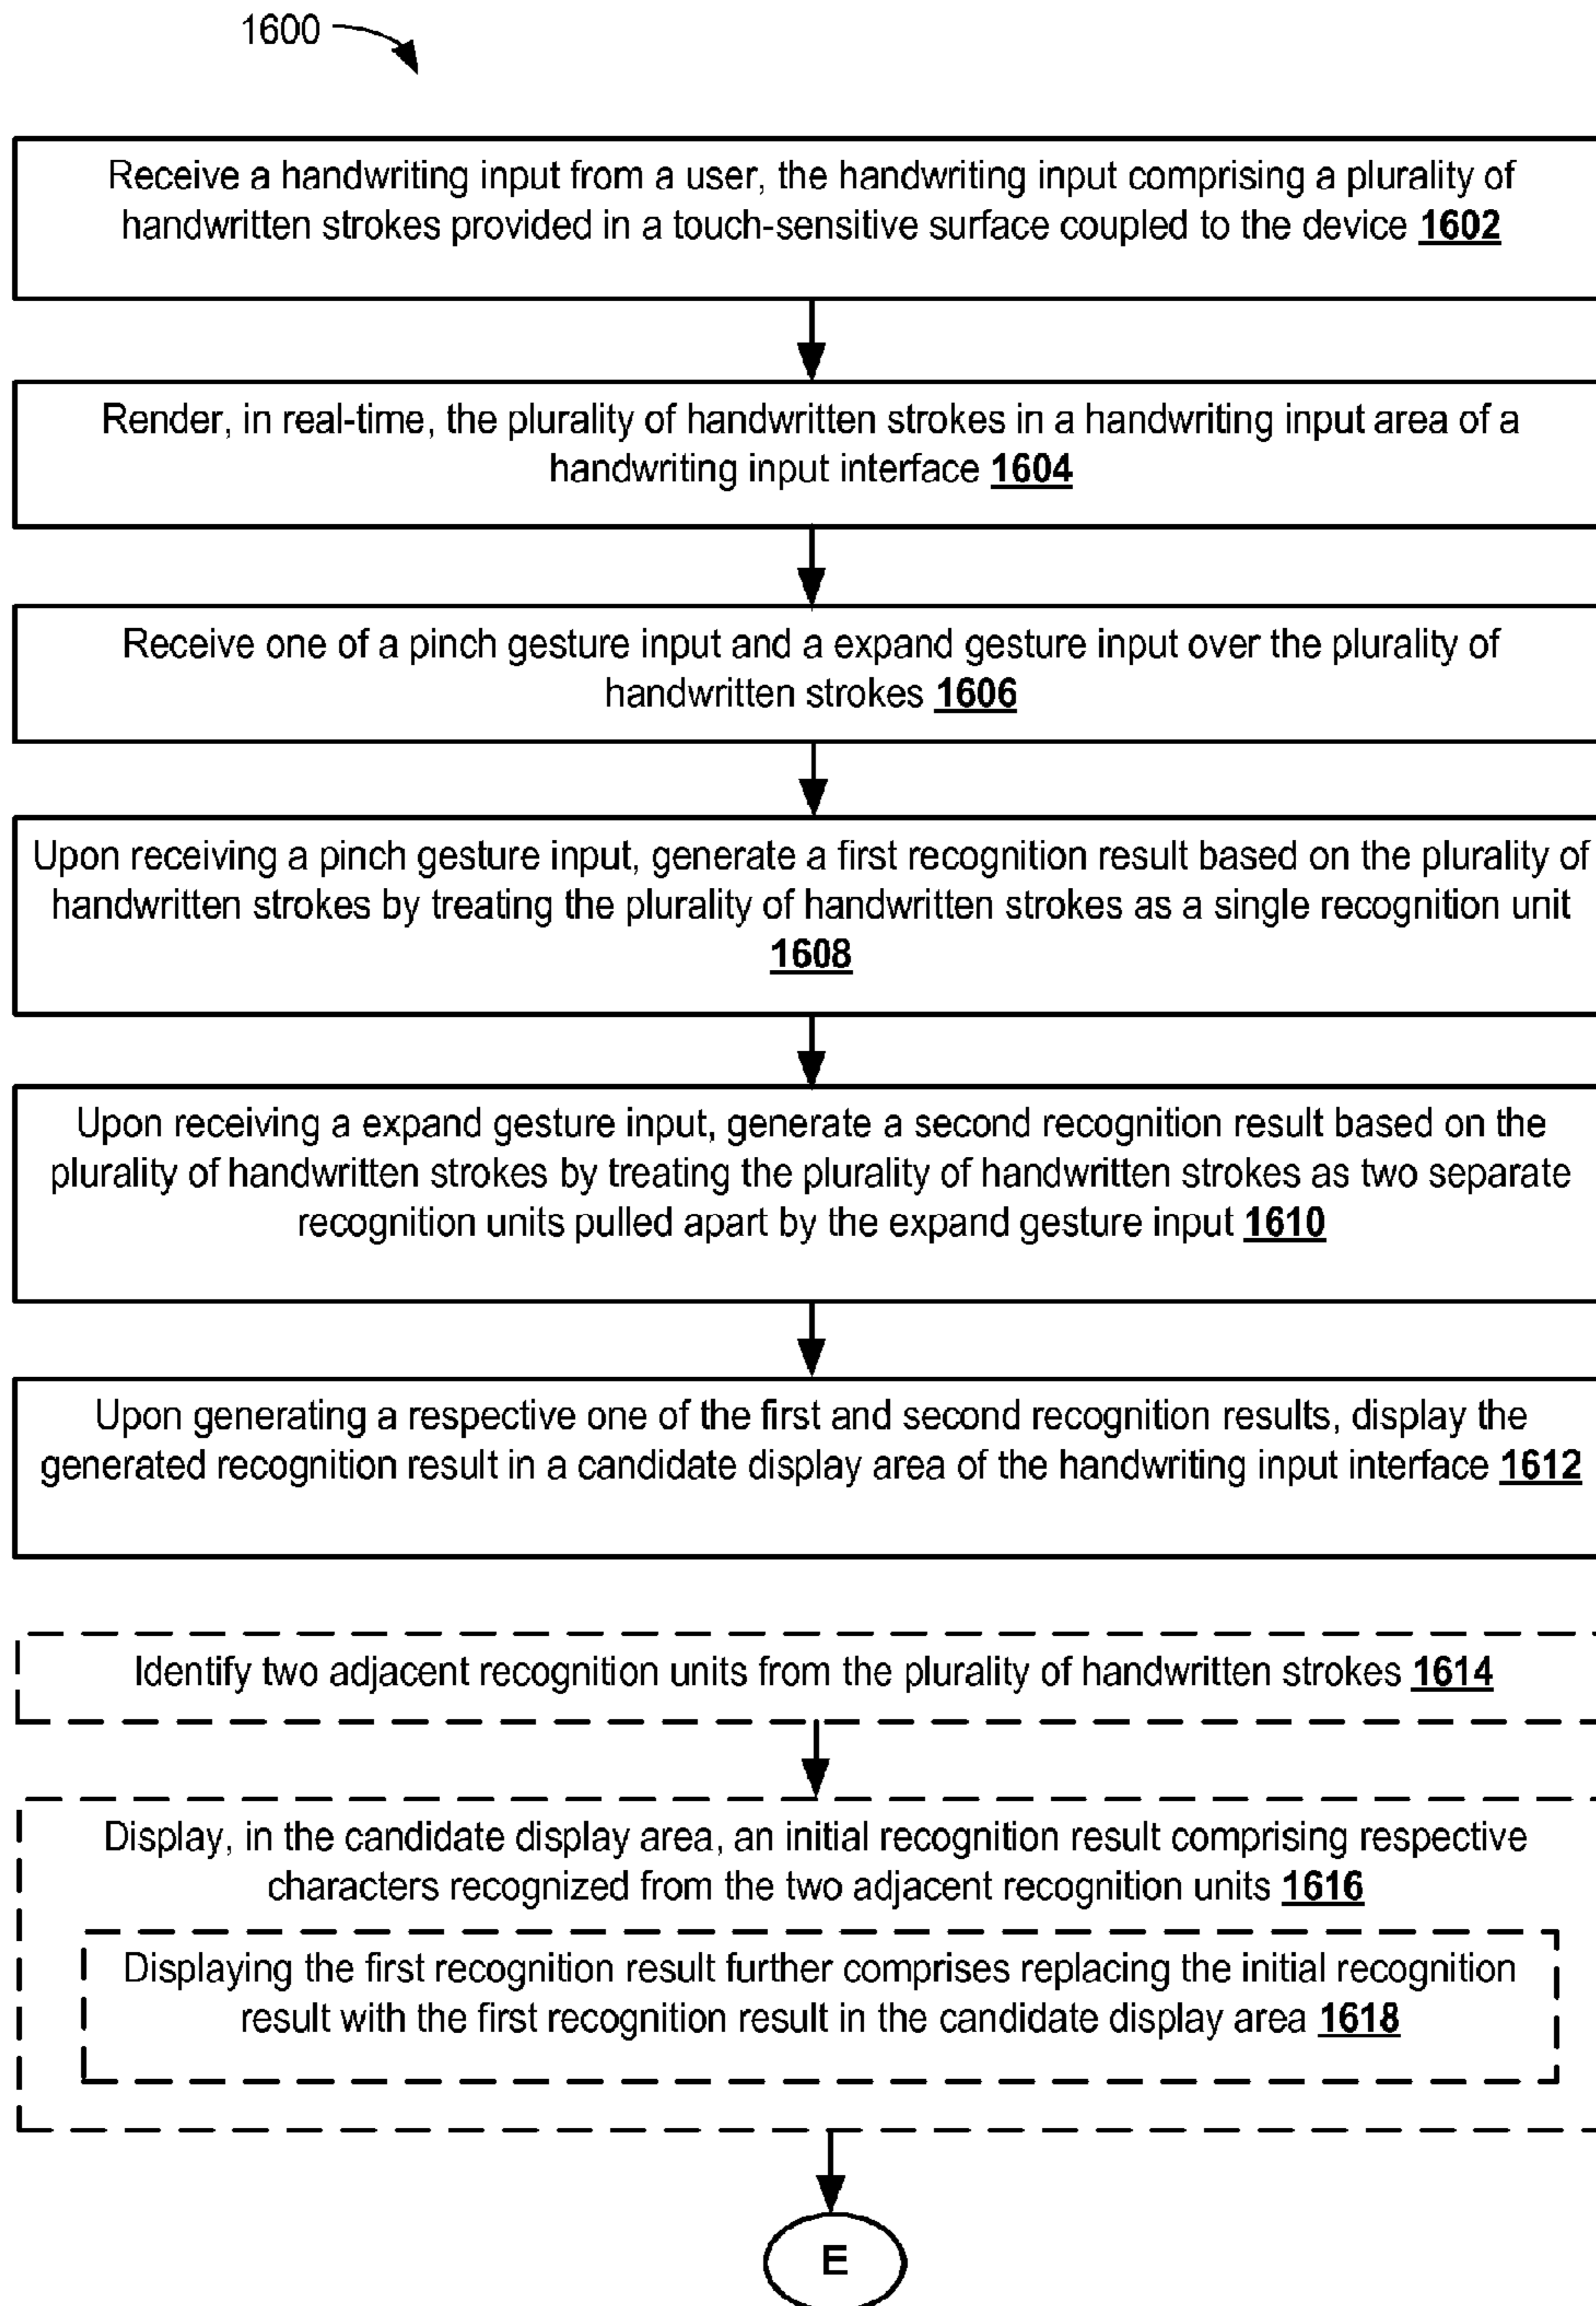 1600
Receive a handwriting input from a user, the handwriting input comprising a plurality of
handwritten strokes provided in a touch-sensitive surface coupled to the device 1602
Render, in real-time, the plurality of handwritten strokes in a handwriting input area of a
handwriting input interface 1604
Receive one of a pinch gesture input and a expand gesture input over the plurality of
handwritten strokes 1606
Upon receiving a pinch gesture input, generate a first recognition result based on the plurality of
handwritten strokes by treating the plurality of handwritten strokes as a single recognition unit
1608
Upon receiving a expand gesture input, generate a second recognition result based on the
plurality of handwritten strokes by treating the plurality of handwritten strokes as two separate
recognition units pulled apart by the expand gesture input 1610
Upon generating a respective one of the first and second recognition results, display the
generated recognition result in a candidate display area of the handwriting input interface 1612
Identify two adjacent recognition units from the plurality of handwritten strokes 1614
Display, in the candidate display area, an initial recognition result comprising respective
characters recognized from the two adjacent recognition units 1616
Displaying the first recognition result further comprises replacing the initial recognition
result with the first recognition result in the candidate display area 1618
E